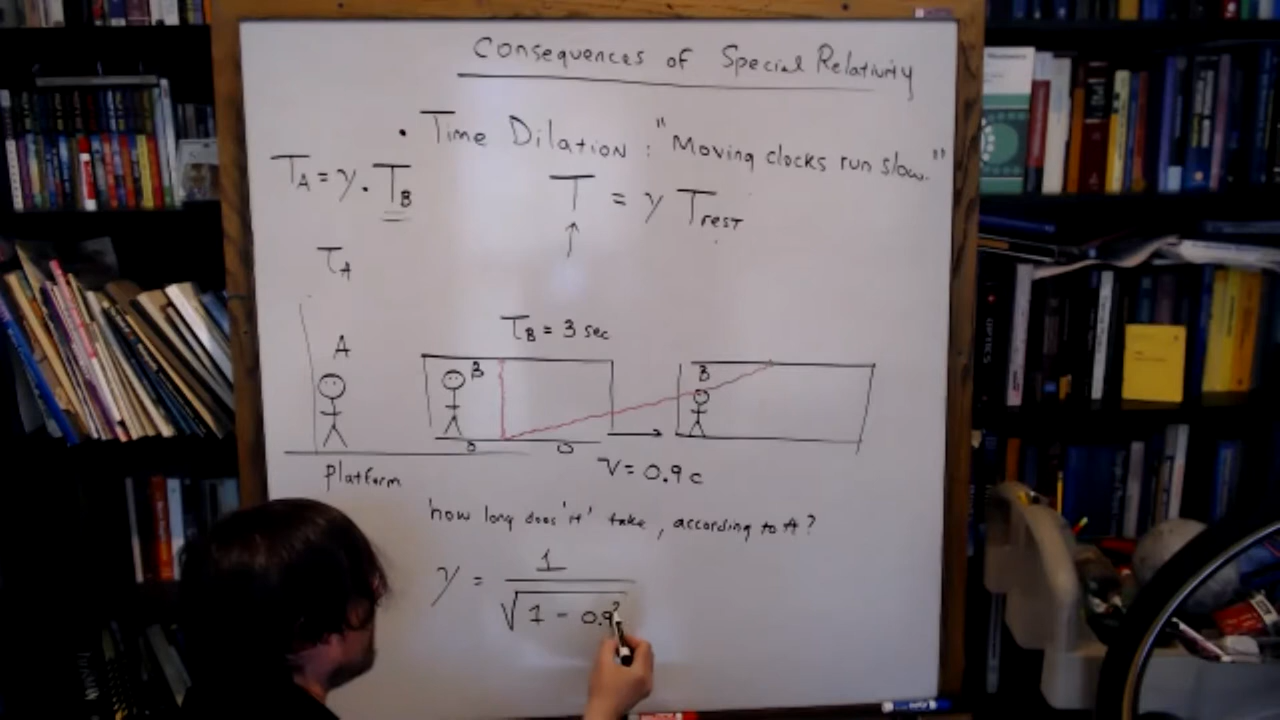 Consequences of Special Relativity
• Time Dilation : "Moving clocks run slow."
T_A = γ · T_B
T = γ T_REST
T_A
T_B = 3 sec
A
B
B
Platform
V = 0.9 c
how long does 'it' take, according to A?
γ = 1 / √(1 - 0.9²)